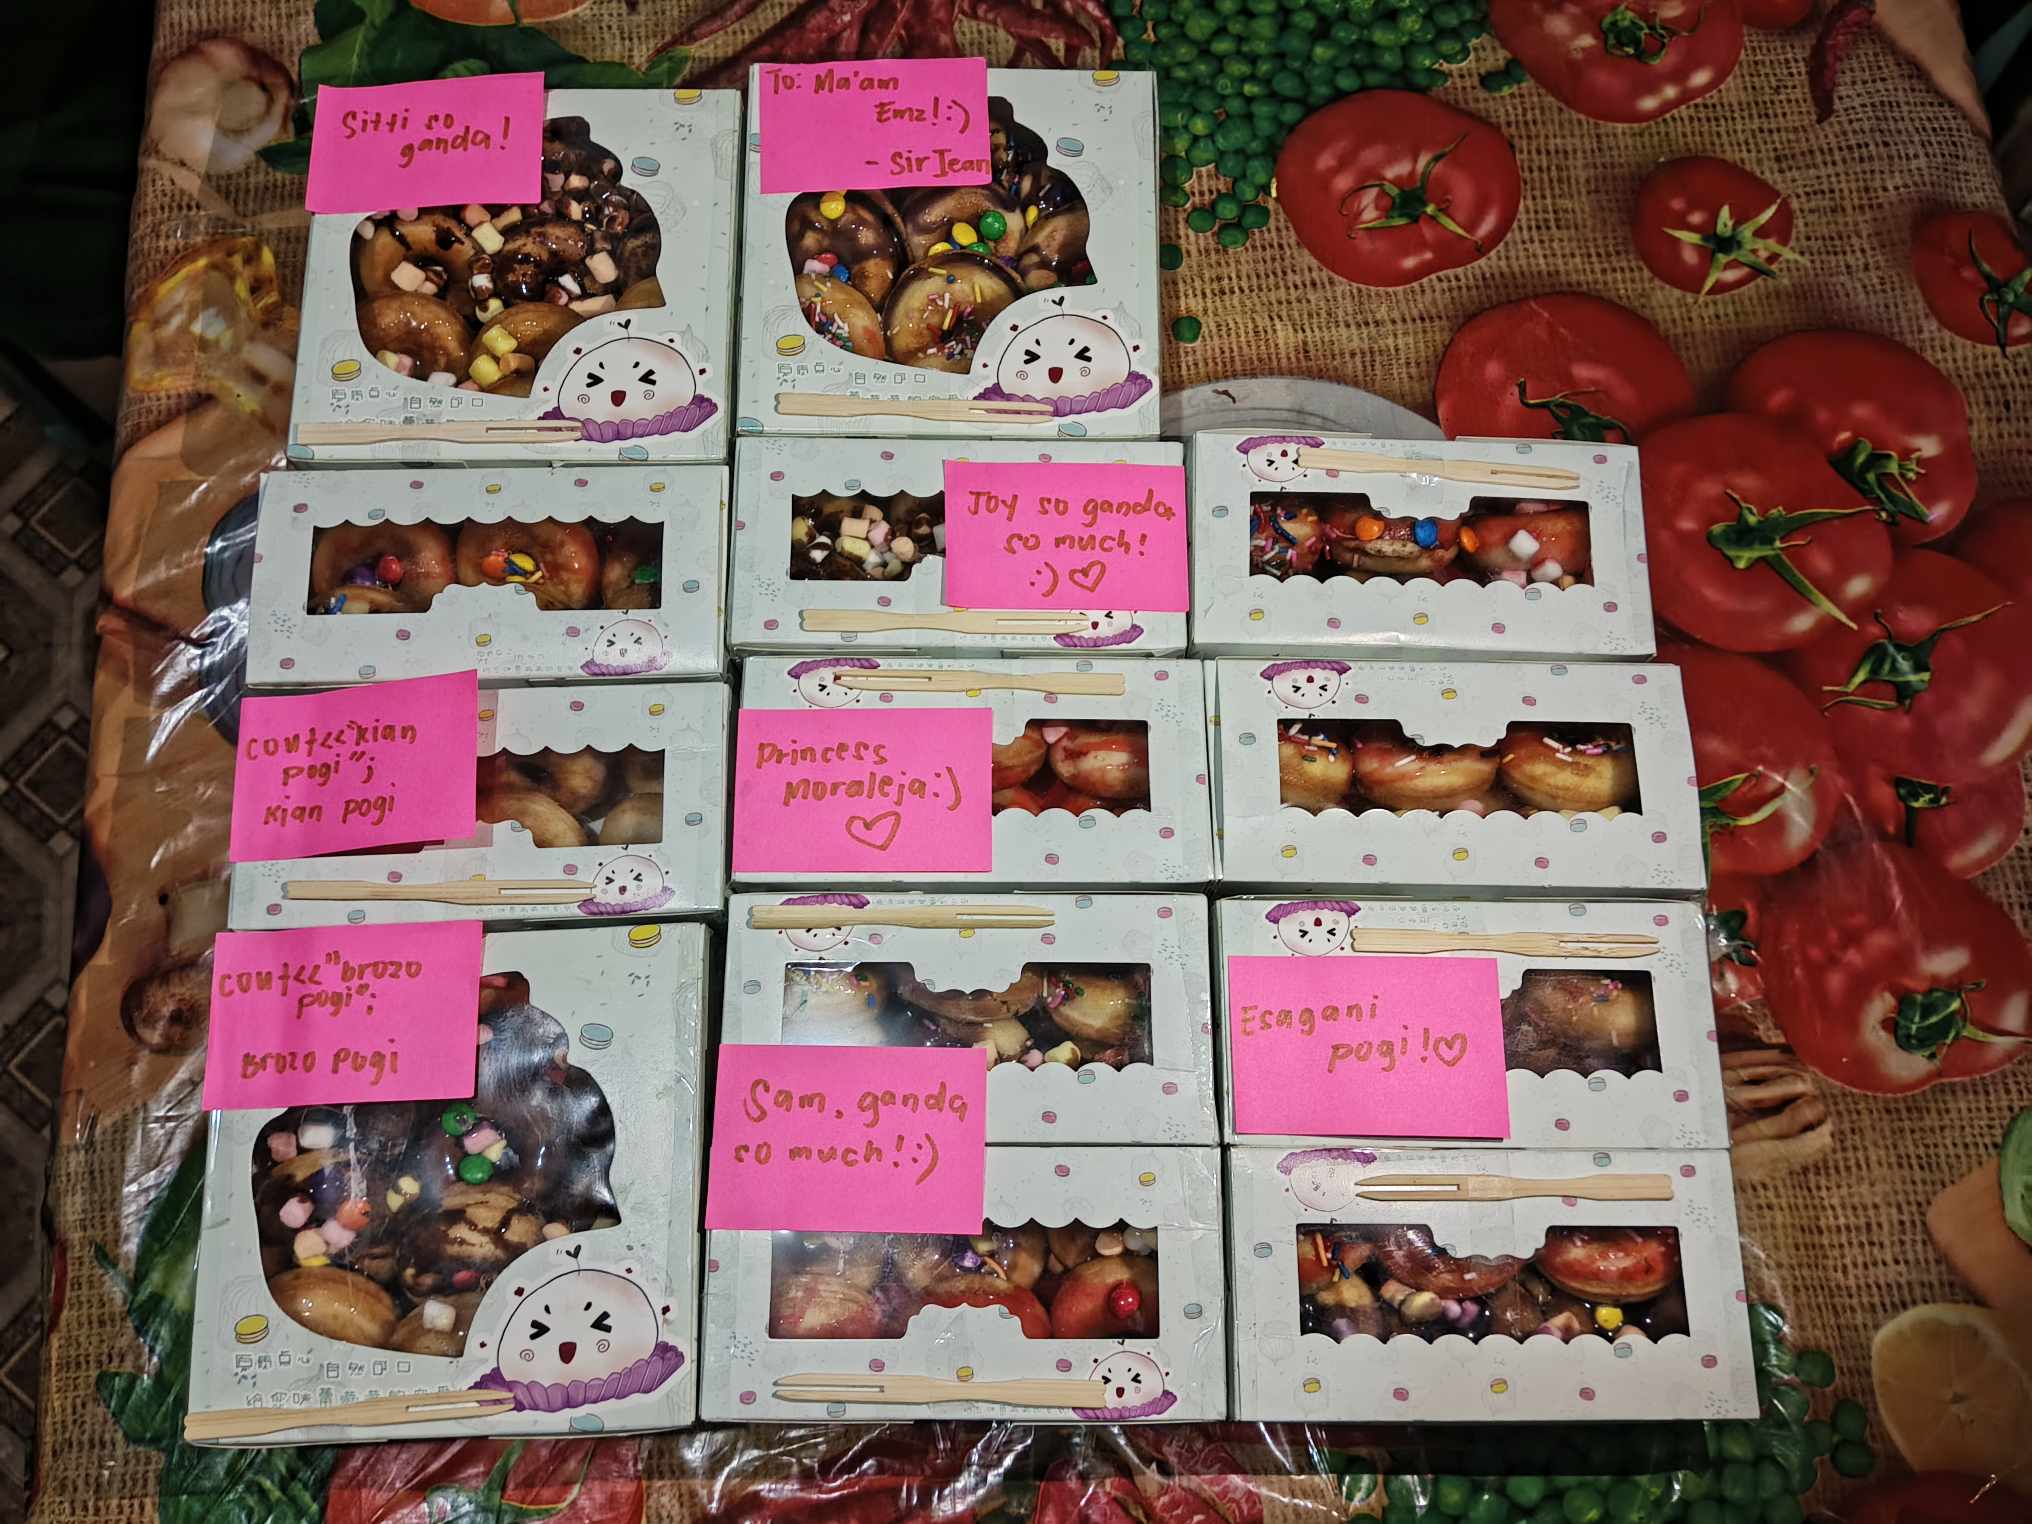 Sitti so
ganda!
To: Ma'am
Emz! :)
- Sir Jean
Joy so ganda
so much!
:) ♡
cout<<"kian
pogi";
kian pogi
Princess
Moraleja :)
♡
cout<<"brozo
pogi";
Brozo Pogi
Sam, ganda
so much! :)
Esagani
pogi! ♡